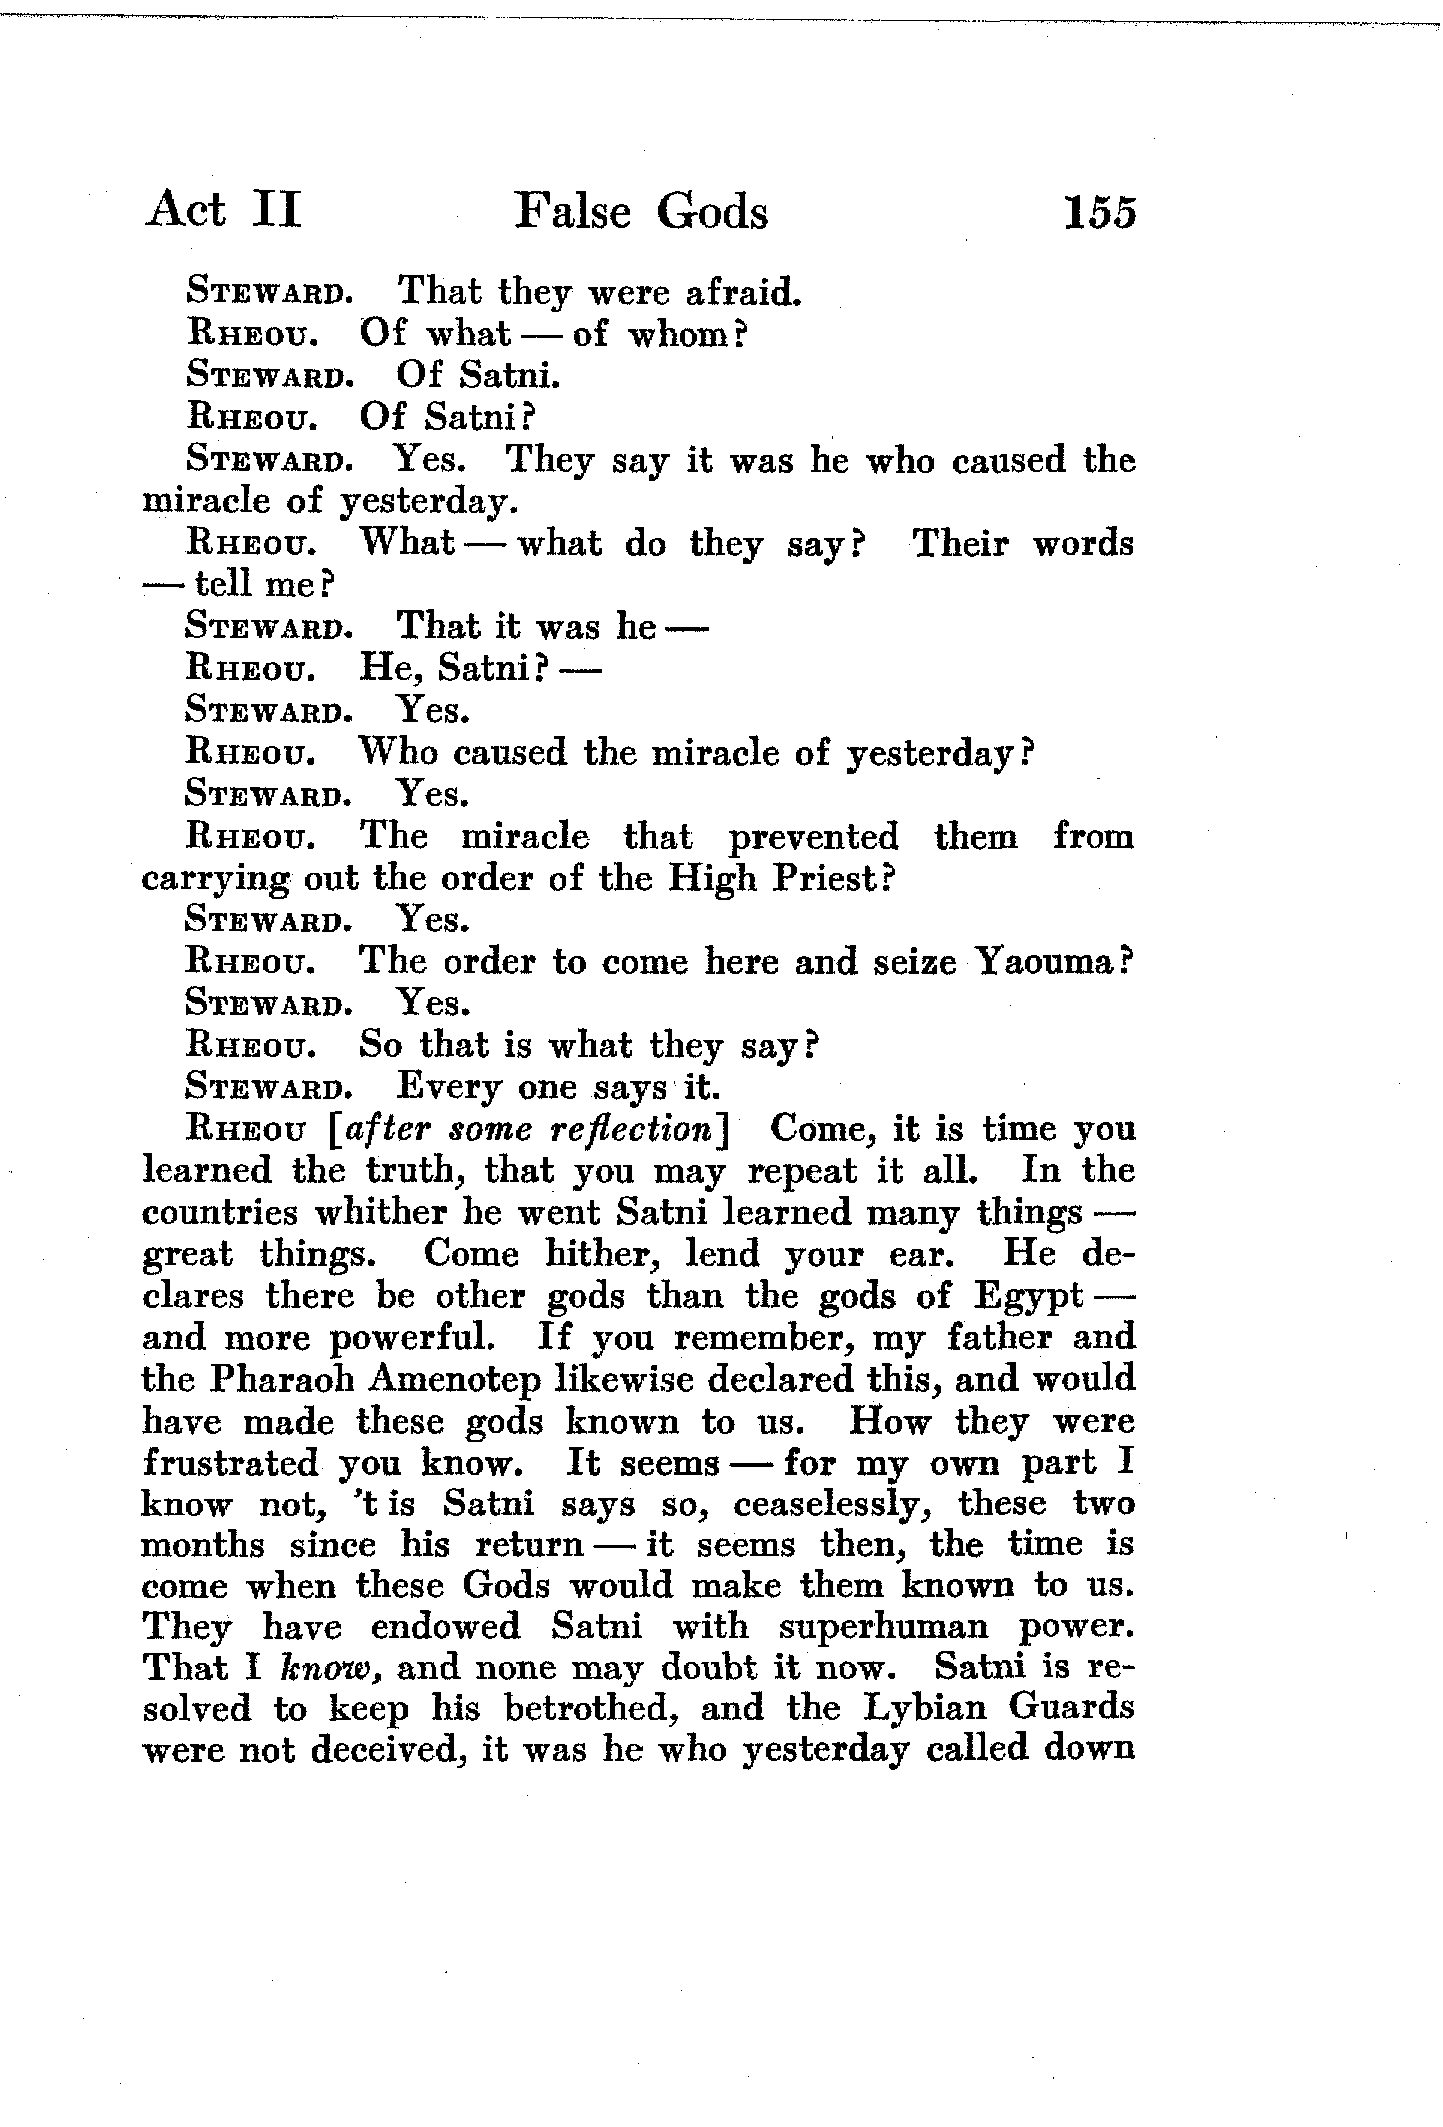 Act II False Gods 155
STEWARD. That they were afraid.
RHEOU. Of what — of whom?
STEWARD. Of Satni.
RHEOU. Of Satni?
STEWARD. Yes. They say it was he who caused the
miracle of yesterday.
RHEOU. What — what do they say? Their words
— tell me?
STEWARD. That it was he —
RHEOU. He, Satni? —
STEWARD. Yes.
RHEOU. Who caused the miracle of yesterday?
STEWARD. Yes.
RHEOU. The miracle that prevented them from
carrying out the order of the High Priest?
STEWARD. Yes.
RHEOU. The order to come here and seize Yaouma?
STEWARD. Yes.
RHEOU. So that is what they say?
STEWARD. Every one says it.
RHEOU [after some reflection] Come, it is time you
learned the truth, that you may repeat it all. In the
countries whither he went Satni learned many things —
great things. Come hither, lend your ear. He de-
clares there be other gods than the gods of Egypt —
and more powerful. If you remember, my father and
the Pharaoh Amenotep likewise declared this, and would
have made these gods known to us. How they were
frustrated you know. It seems — for my own part I
know not, 't is Satni says so, ceaselessly, these two
months since his return — it seems then, the time is
come when these Gods would make them known to us.
They have endowed Satni with superhuman power.
That I know, and none may doubt it now. Satni is re-
solved to keep his betrothed, and the Lybian Guards
were not deceived, it was he who yesterday called down